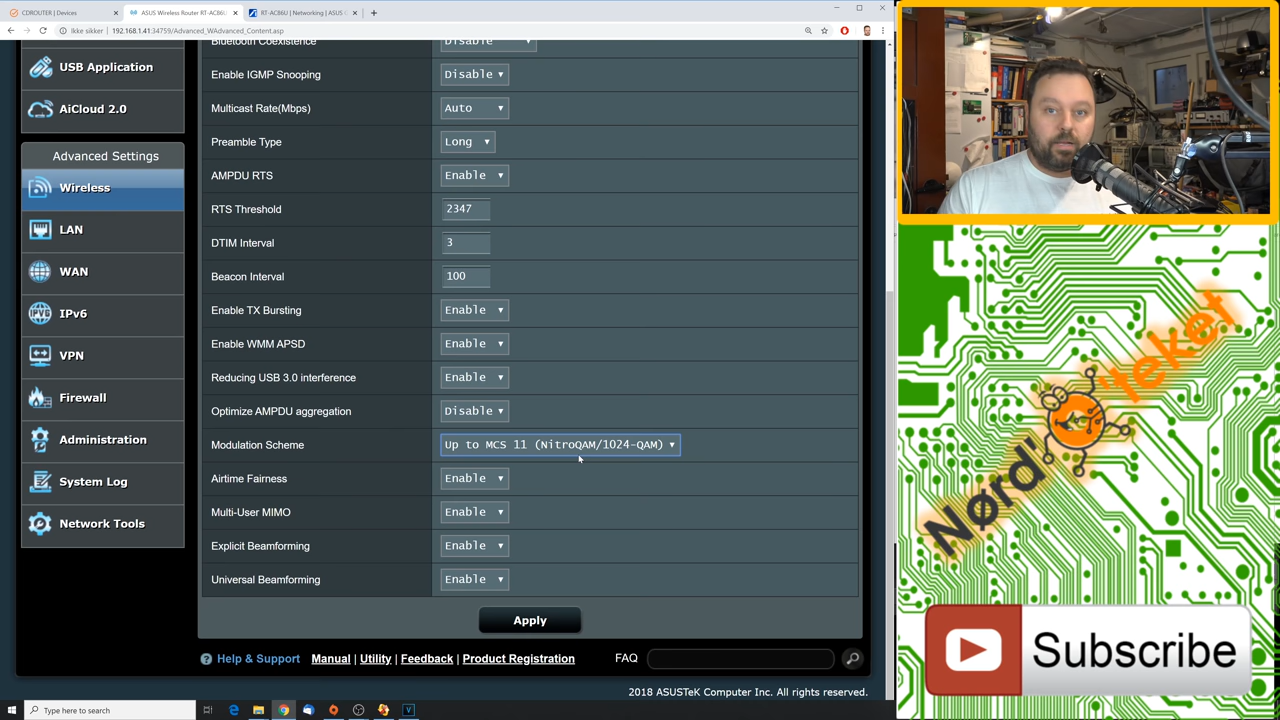 CDROUTER | Devices
ASUS Wireless Router RT-AC86U
RT-AC86U | Networking | ASUS
Ikke sikker | 192.168.1.41:34759/Advanced_WAdvanced_Content.asp
USB Application
AiCloud 2.0
Advanced Settings
Wireless
LAN
WAN
IPv6
VPN
Firewall
Administration
System Log
Network Tools
Bluetooth Coexistence Disable
Enable IGMP Snooping Disable
Multicast Rate(Mbps) Auto
Preamble Type Long
AMPDU RTS Enable
RTS Threshold 2347
DTIM Interval 3
Beacon Interval 100
Enable TX Bursting Enable
Enable WMM APSD Enable
Reducing USB 3.0 interference Enable
Optimize AMPDU aggregation Disable
Modulation Scheme Up to MCS 11 (NitroQAM/1024-QAM)
Airtime Fairness Enable
Multi-User MIMO Enable
Explicit Beamforming Enable
Universal Beamforming Enable
Apply
Help & Support Manual | Utility | Feedback | Product Registration FAQ
2018 ASUSTeK Computer Inc. All rights reserved.
Type here to search
Nørd'teket
Subscribe